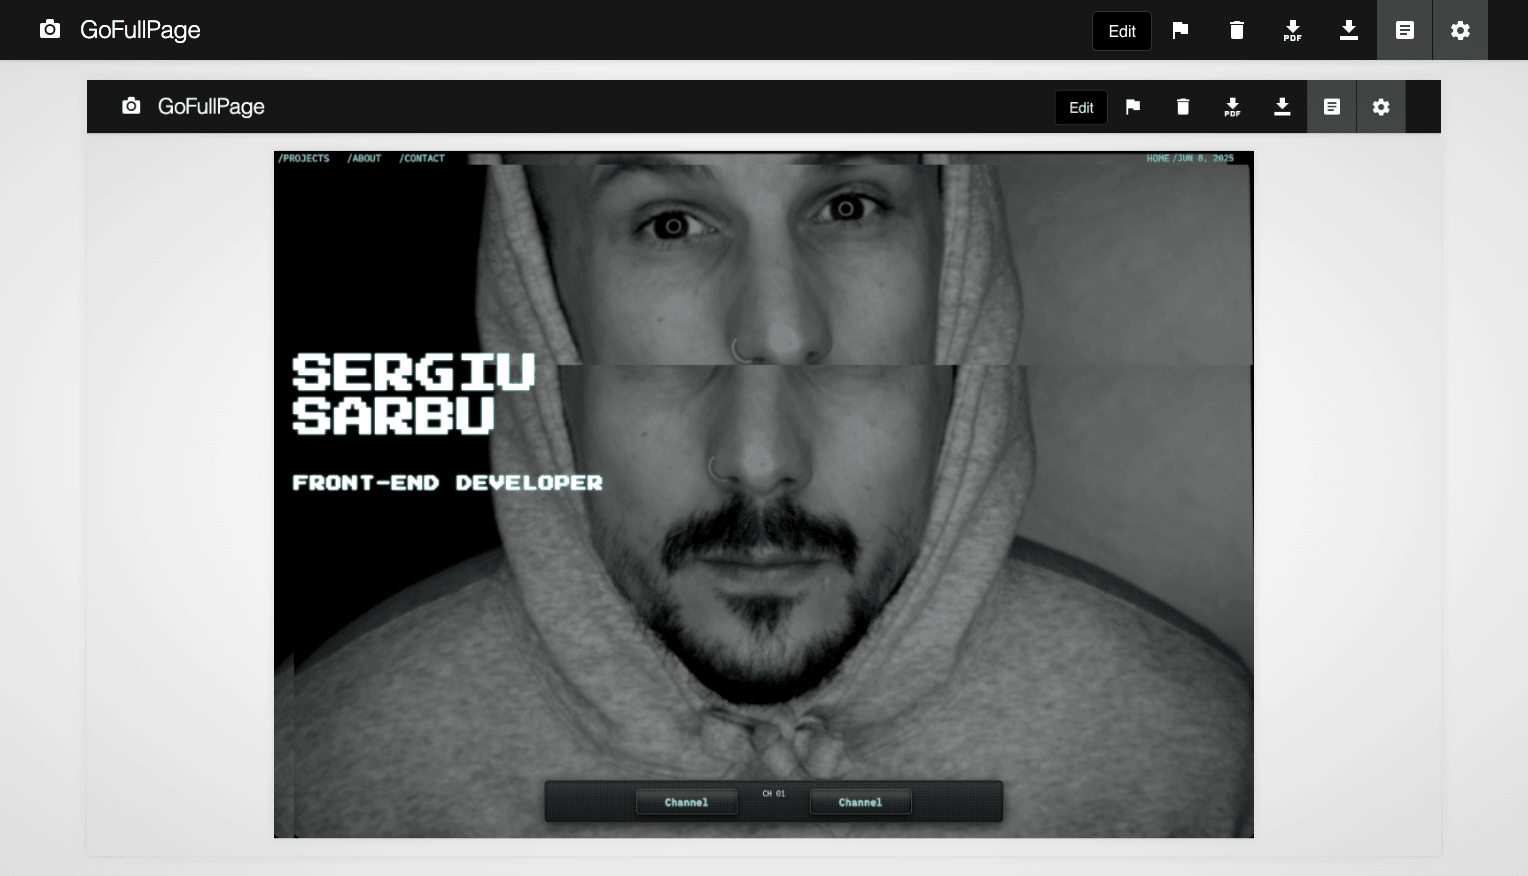 GoFullPage
Edit
PDF
GoFullPage
Edit
PDF
/PROJECTS /ABOUT /CONTACT
HOME /JUN 8, 2025
SERGIU
SARBU
FRONT-END DEVELOPER
Channel
CH 01
Channel